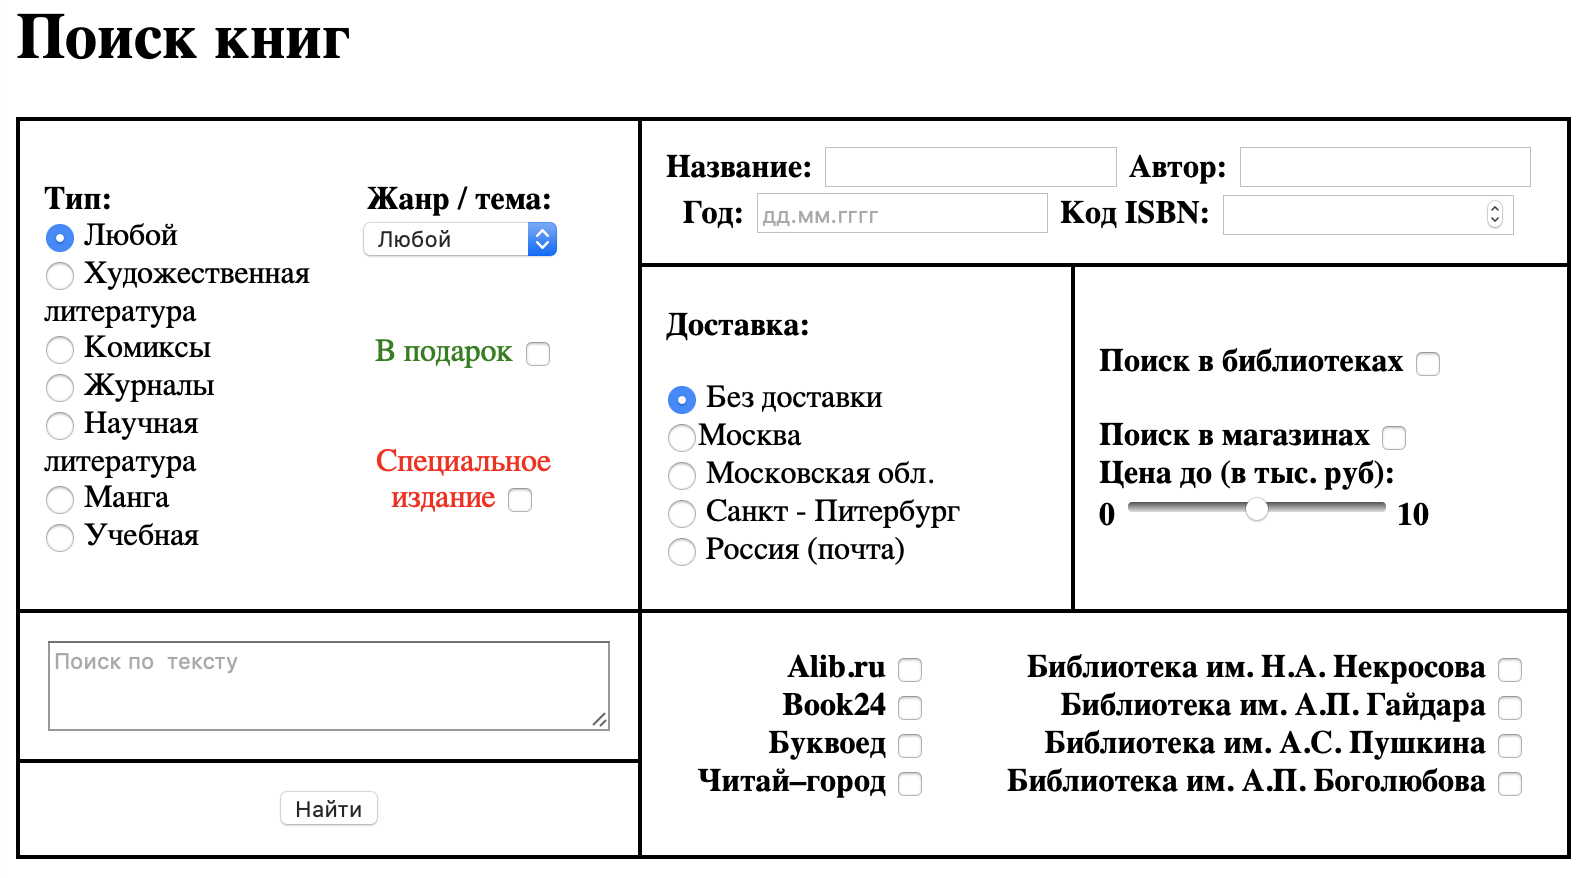 Поиск книг
Тип:
Любой
Художественная
литература
Комиксы
Журналы
Научная
литература
Манга
Учебная
Жанр / тема:
Любой
В подарок
Специальное
издание
Название:
Автор:
Год: дд.мм.гггг
Код ISBN:
Доставка:
Без доставки
Москва
Московская обл.
Санкт - Питербург
Россия (почта)
Поиск в библиотеках
Поиск в магазинах
Цена до (в тыс. руб):
0 10
Поиск по тексту
Найти
Alib.ru
Book24
Буквоед
Читай–город
Библиотека им. Н.А. Некросова
Библиотека им. А.П. Гайдара
Библиотека им. А.С. Пушкина
Библиотека им. А.П. Боголюбова